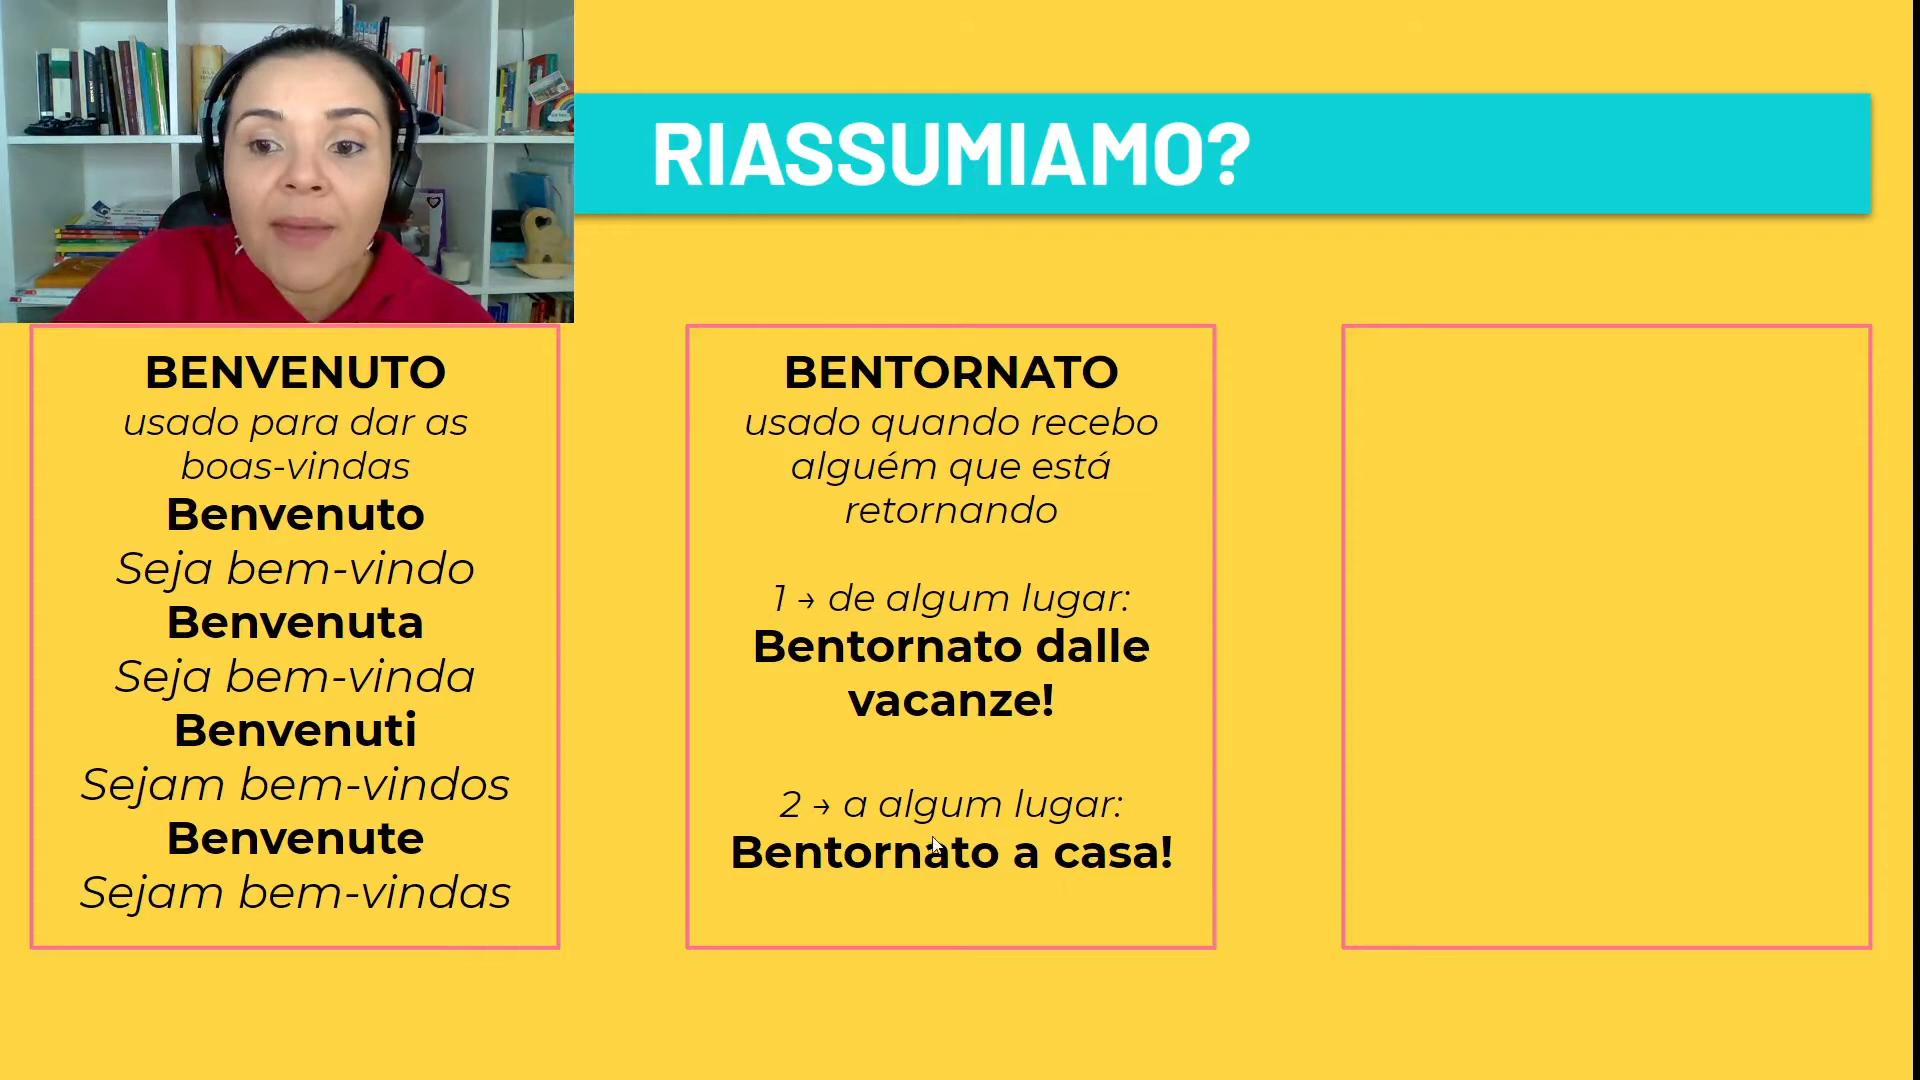 RIASSUMIAMO?
BENVENUTO
usado para dar as
boas-vindas
Benvenuto
Seja bem-vindo
Benvenuta
Seja bem-vinda
Benvenuti
Sejam bem-vindos
Benvenute
Sejam bem-vindas
BENTORNATO
usado quando recebo
alguém que está
retornando
1 → de algum lugar:
Bentornato dalle
vacanze!
2 → a algum lugar:
Bentornato a casa!